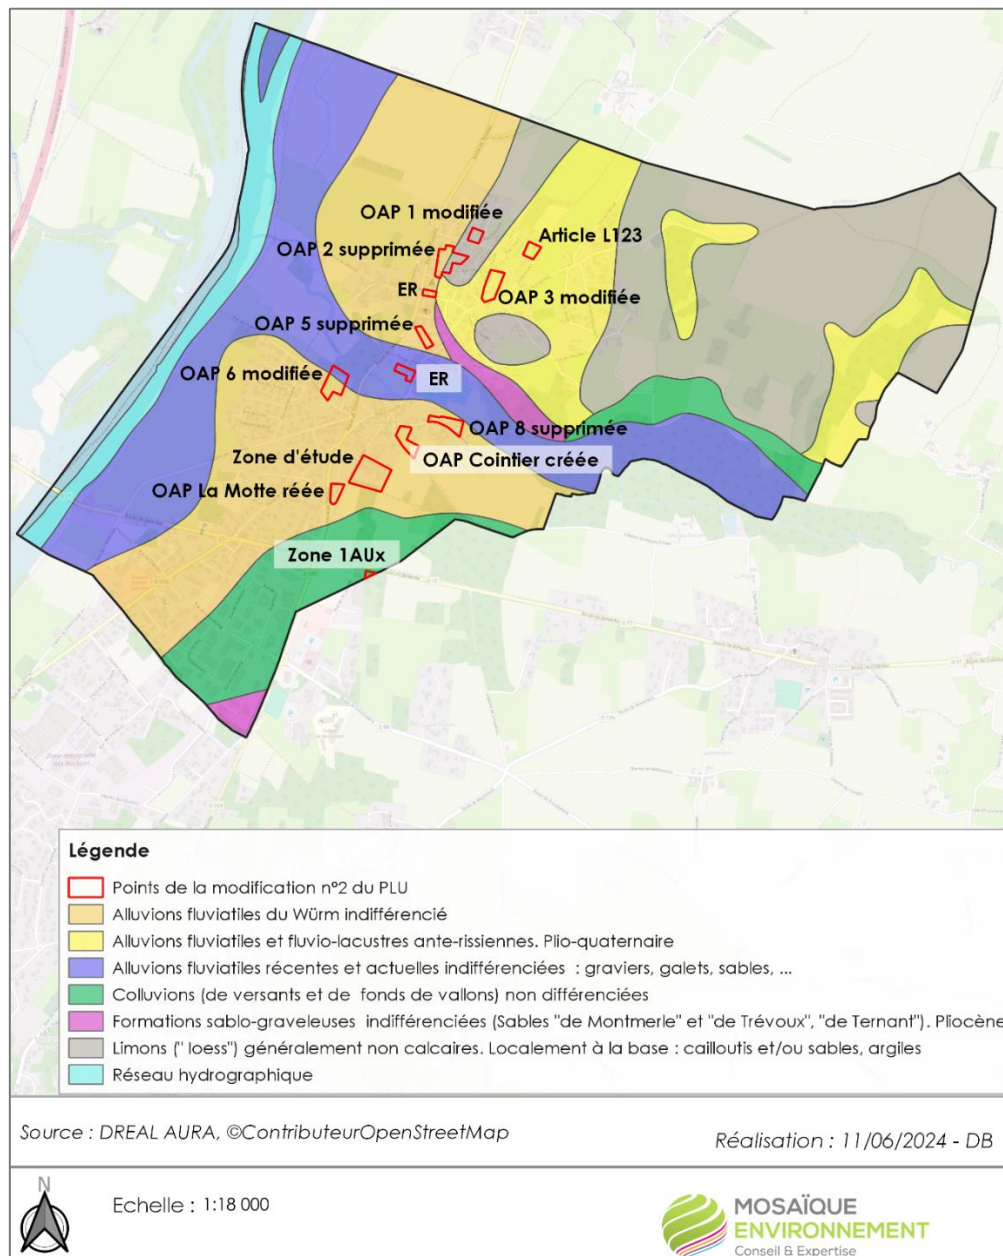 OAP 1 modifiée
Article L123
OAP 2 supprimée
ER
OAP 3 modifiée
OAP 5 supprimée
OAP 6 modifiée
ER
OAP 8 supprimée
OAP Cointier créée
Zone d'étude
OAP La Motte réée
Zone 1AUx
Légende
Points de la modification n°2 du PLU
Alluvions fluviatiles du Würm indifférencié
Alluvions fluviatiles et fluvio-lacustres ante-rissiennes. Plio-quaternaire
Alluvions fluviatiles récentes et actuelles indifférenciées : graviers, galets, sables, ...
Colluvions (de versants et de fonds de vallons) non différenciées
Formations sablo-graveleuses indifférenciées (Sables "de Montmerle" et "de Trévoux", "de Ternant"). Pliocène
Limons (" loess") généralement non calcaires. Localement à la base : cailloutis et/ou sables, argiles
Réseau hydrographique
Source : DREAL AURA, ©ContributeurOpenStreetMap
Réalisation : 11/06/2024 - DB
N
Echelle : 1:18 000
MOSAÏQUE
ENVIRONNEMENT
Conseil & Expertise